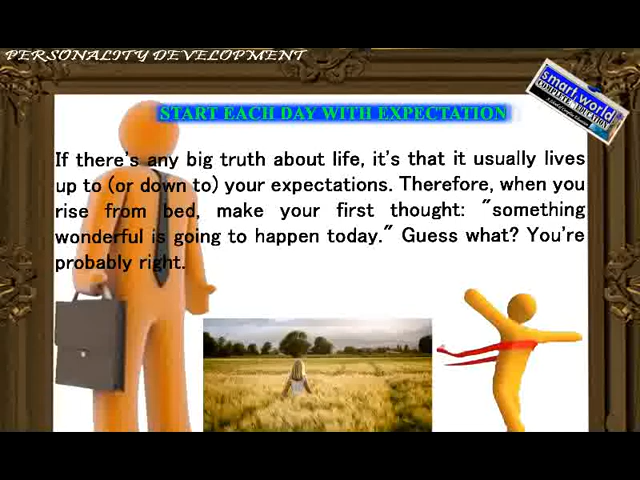 PERSONALITY DEVELOPMENT
smart.world
COMPLETE EDUCATION
START EACH DAY WITH EXPECTATION
If there's any big truth about life, it's that it usually lives
up to (or down to) your expectations. Therefore, when you
rise from bed, make your first thought: "something
wonderful is going to happen today." Guess what? You're
probably right.